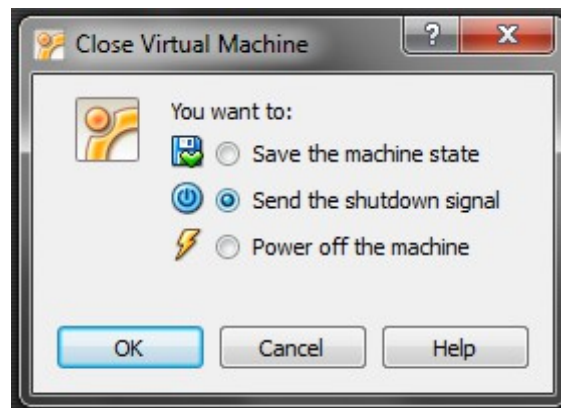 Close Virtual Machine
You want to:
Save the machine state
Send the shutdown signal
Power off the machine
OK Cancel Help